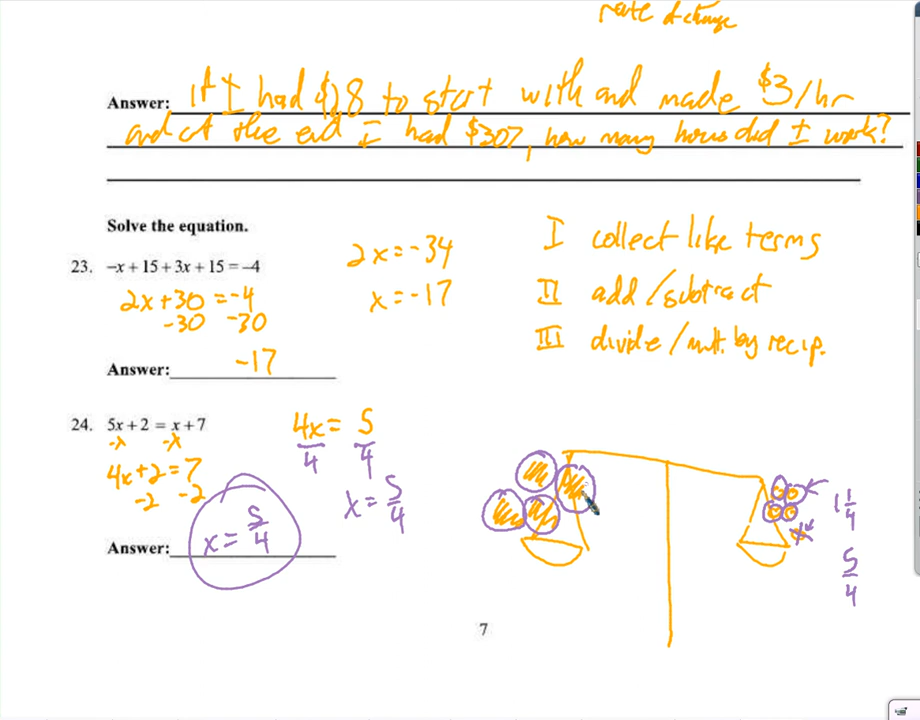 rate of change
Answer: if I had $18 to start with and made $3/hr
and at the end I had $307, how many hours did I work?
Solve the equation.
23. –x + 15 + 3x + 15 = –4
2x+30 = -4
-30 -30
2x = -34
x = -17
Answer: -17
I collect like terms
II add/subtract
III divide/mult. by recip.
24. 5x + 2 = x + 7
-x -x
4x+2=7
-2 -2
4x = 5
4 4
x = 5/4
x = 5/4
Answer:
1 1/4
5/4
7